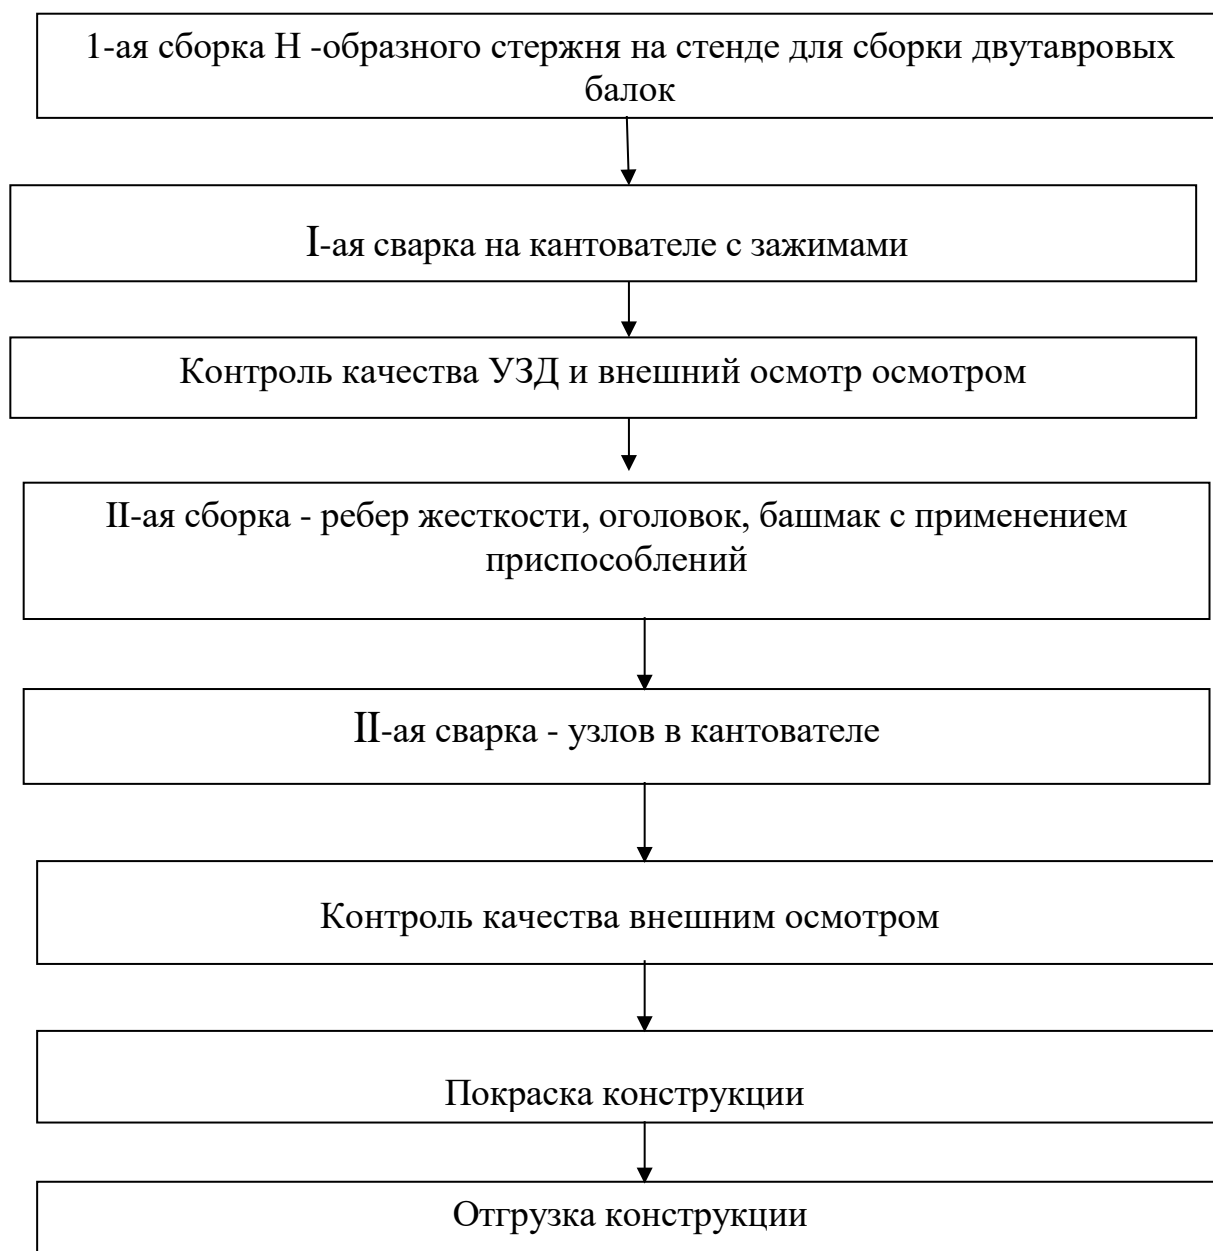 1-ая сборка Н -образного стержня на стенде для сборки двутавровых
балок
I-ая сварка на кантователе с зажимами
Контроль качества УЗД и внешний осмотр осмотром
II-ая сборка - ребер жесткости, оголовок, башмак с применением
приспособлений
II-ая сварка - узлов в кантователе
Контроль качества внешним осмотром
Покраска конструкции
Отгрузка конструкции